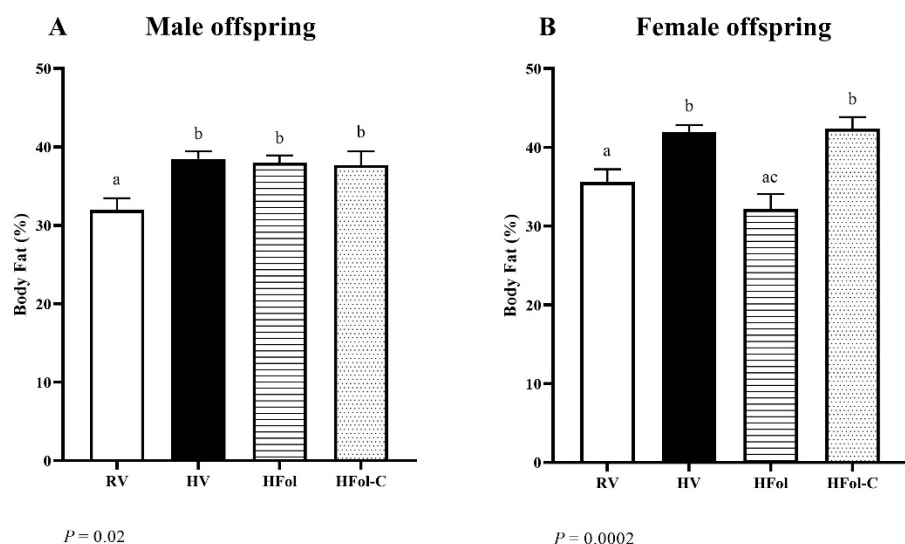 A Male offspring
50
40
30
20
10
0
Body Fat (%)
a
b
b
b
RV HV HFol HFol-C
P = 0.02
B Female offspring
50
40
30
20
10
0
Body Fat (%)
a
b
ac
b
RV HV HFol HFol-C
P = 0.0002